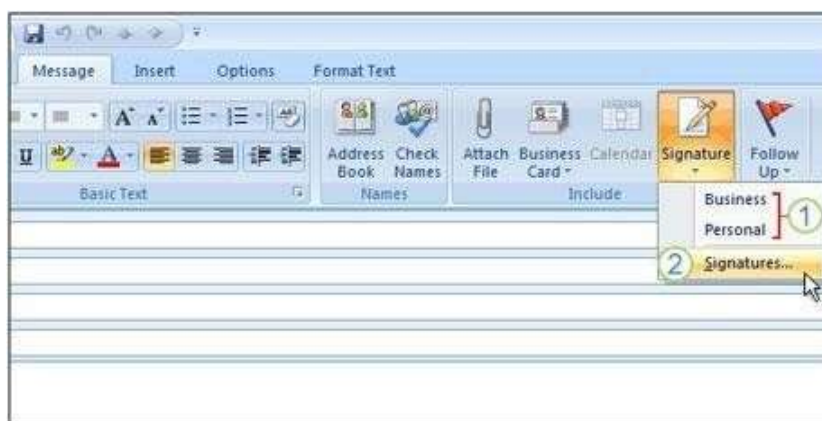 Message Insert Options Format Text
A A
U A
Address Book Check Names Attach File Business Card Calendar Signature Follow Up
Basic Text Names Include
Business
Personal
1
2 Signatures...